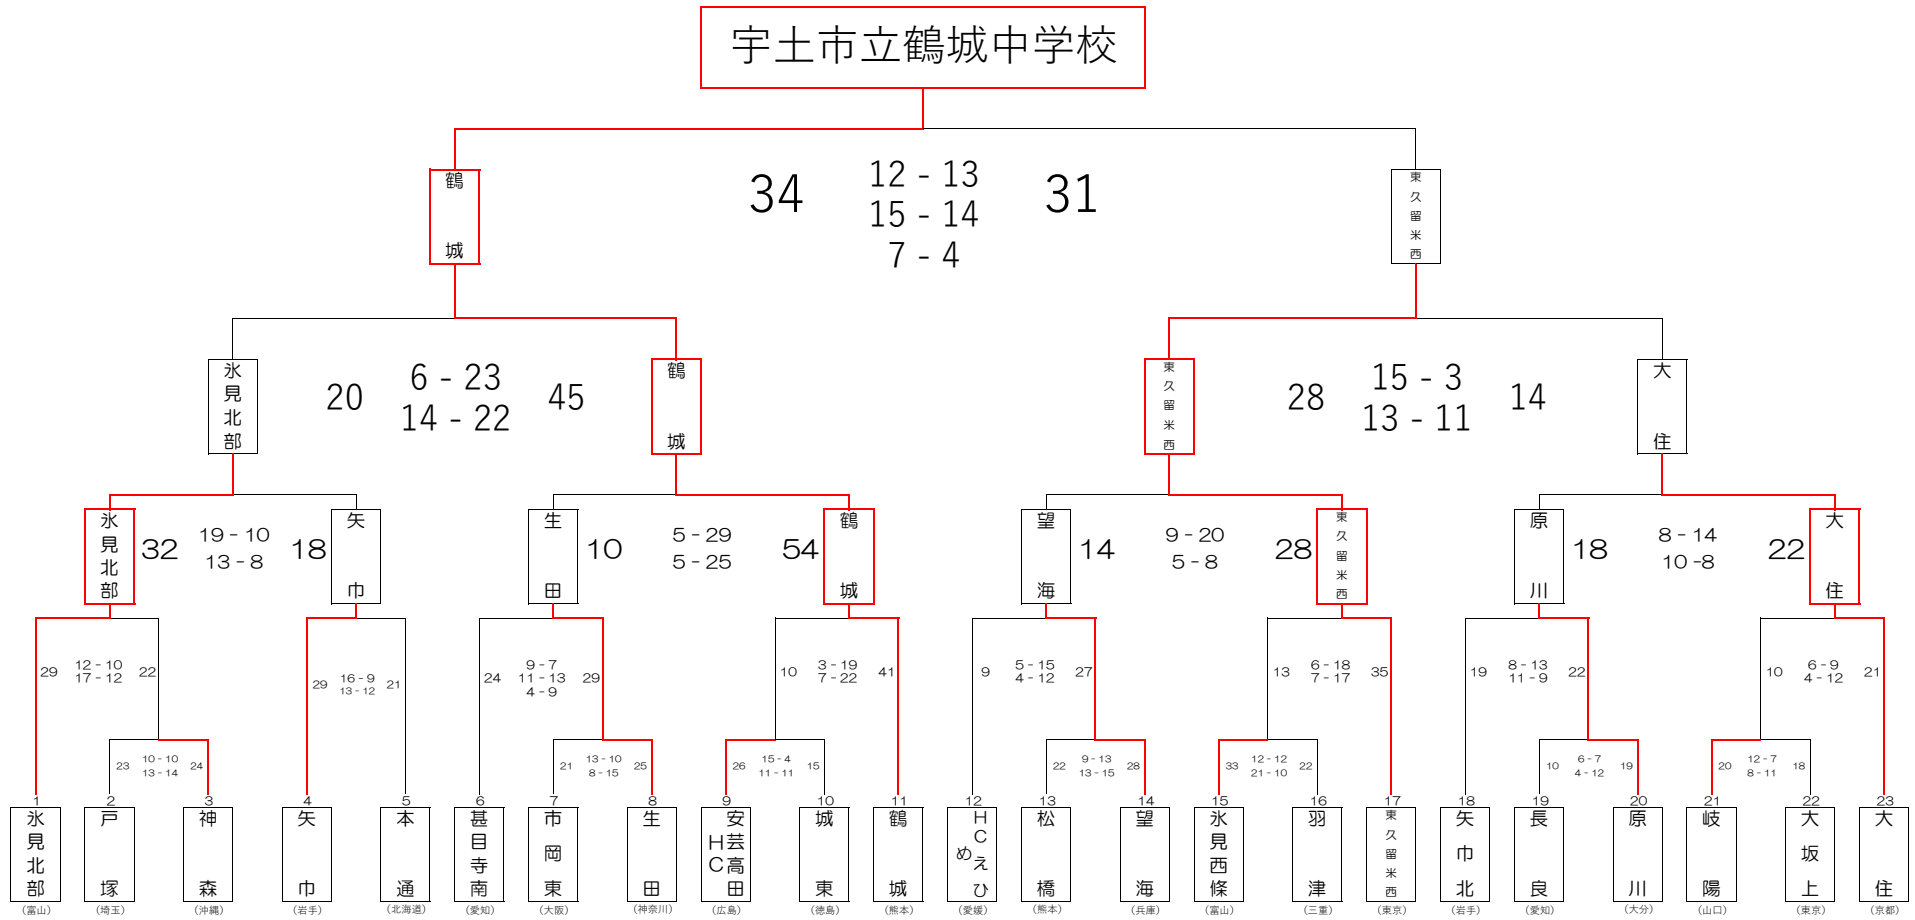 宇土市立鶴城中学校
鶴城
34
12 - 13
15 - 14
7 - 4
31
東久留米西
氷見北部
20
6 - 23
14 - 22
45
鶴城
東久留米西
28
15 - 3
13 - 11
14
大住
氷見北部
32
19 - 10
13 - 8
18
矢巾
生田
10
5 - 29
5 - 25
54
鶴城
望海
14
9 - 20
5 - 8
28
東久留米西
原川
18
8 - 14
10 -8
22
大住
29
12 - 10
17 - 12
22
29
16 - 9
13 - 12
21
24
9 - 7
11 - 13
4 - 9
29
10
3 - 19
7 - 22
41
9
5 - 15
4 - 12
27
13
6 - 18
7 - 17
35
19
8 - 13
11 - 9
22
10
6 - 9
4 - 12
21
23
10 - 10
13 - 14
24
21
13 - 10
8 - 15
25
26
15 - 4
11 - 11
15
22
9 - 13
13 - 15
28
33
12 - 12
21 - 10
22
10
6 - 7
4 - 12
19
20
12 - 7
8 - 11
18
1
氷見北部
(富山)
2
戸塚
(埼玉)
3
神森
(沖縄)
4
矢巾
(岩手)
5
本通
(北海道)
6
甚目寺南
(愛知)
7
市岡東
(大阪)
8
生田
(神奈川)
9
安芸高田
HC
(広島)
10
城東
(徳島)
11
鶴城
(熊本)
12
HCえひ
め
(愛媛)
13
松橋
(熊本)
14
望海
(兵庫)
15
氷見西條
(富山)
16
羽津
(三重)
17
東久留米西
(東京)
18
矢巾北
(岩手)
19
長良
(愛知)
20
原川
(大分)
21
岐陽
(山口)
22
大坂上
(東京)
23
大住
(京都)